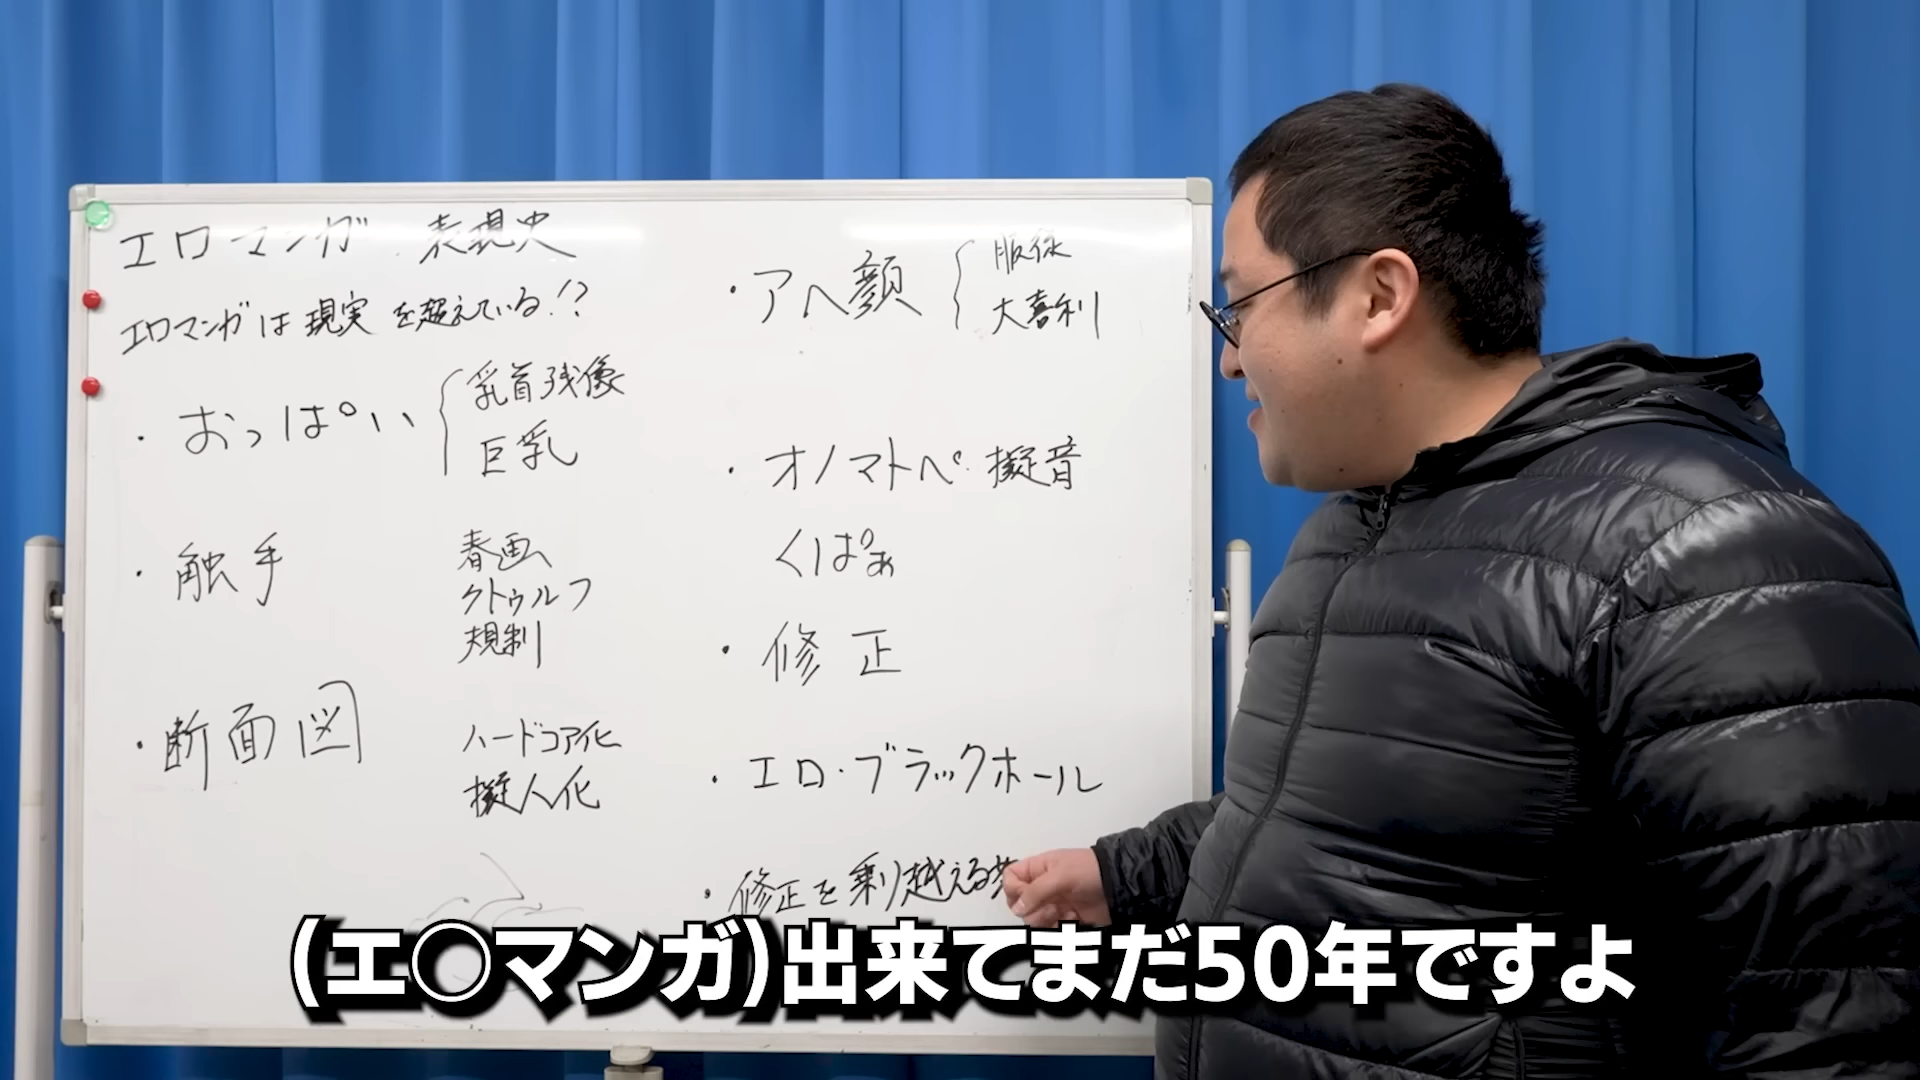 エロマンガ 表現史
エロマンガは現実を超えている!?
・おっぱい
乳首残像
巨乳
・触手
春画
クトゥルフ
規制
・断面図
ハードコア化
擬人化
・アヘ顔
服従
大喜利
・オノマトペ 擬音
くぱぁ
・修正
・エロ・ブラックホール
・修正を乗り越える
(エ○マンガ)出来てまだ50年ですよ